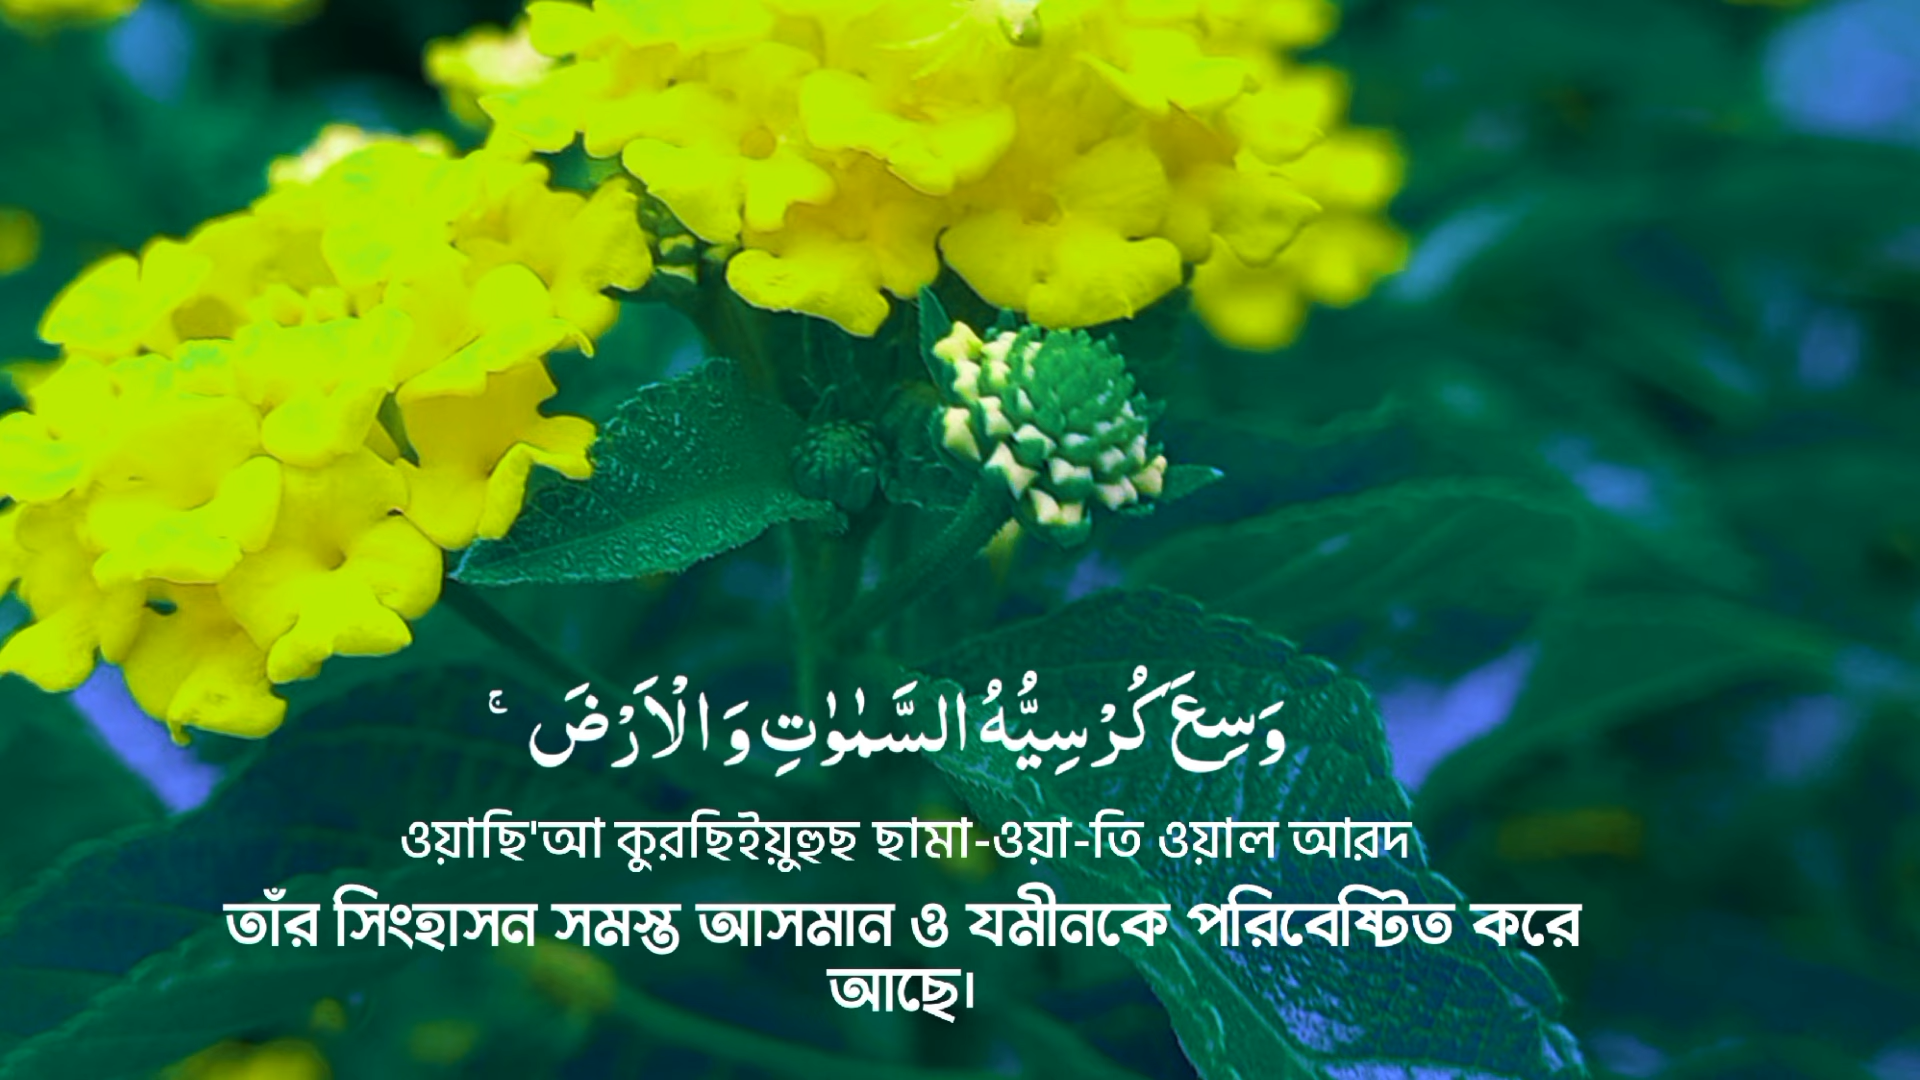 وَسِعَ كُرْسِيُّهُ السَّمٰوٰتِ وَالْاَرْضَ ۚ
ওয়াছি'আ কুরছিইয়ুহুছ ছামা-ওয়া-তি ওয়াল আরদ
তাঁর সিংহাসন সমস্ত আসমান ও যমীনকে পরিবেষ্টিত করে
আছে।